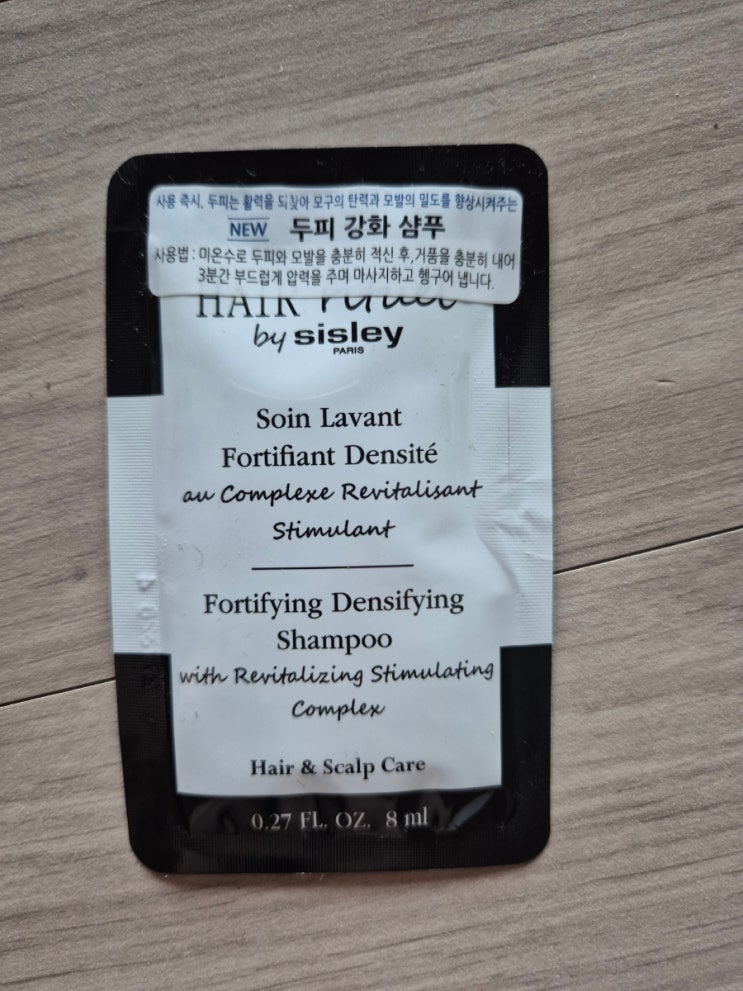 사용 즉시, 두피는 활력을 되찾아 모구의 탄력과 모발의 밀도를 향상시켜주는
NEW 두피 강화 샴푸
사용법 : 미온수로 두피와 모발을 충분히 적신 후, 거품을 충분히 내어
3분간 부드럽게 압력을 주며 마사지하고 헹구어 냅니다.
HAIR rituel
by sisley
PARIS
Soin Lavant
Fortifiant Densité
au Complexe Revitalisant
Stimulant
Fortifying Densifying
Shampoo
with Revitalizing Stimulating
Complex
Hair & Scalp Care
0.27 FL. OZ. 8 ml